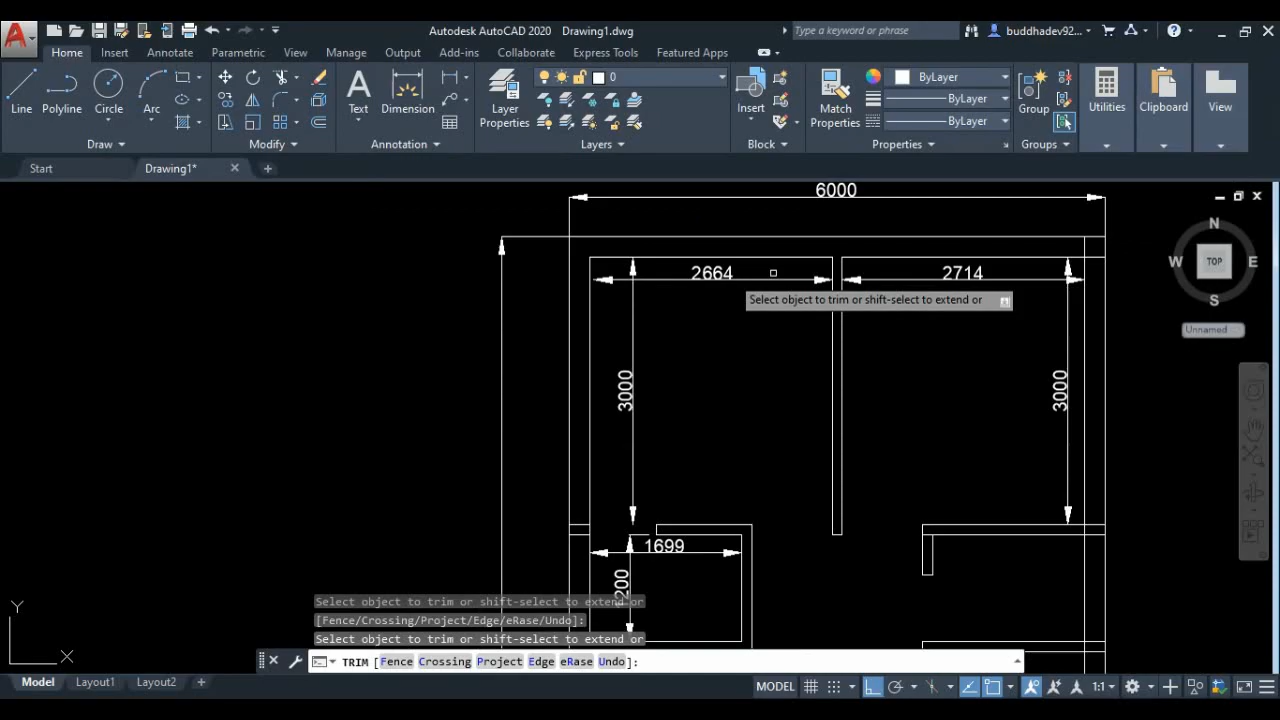 Autodesk AutoCAD 2020 Drawing1.dwg
Type a keyword or phrase
buddhadev92...
Home Insert Annotate Parametric View Manage Output Add-ins Collaborate Express Tools Featured Apps
0
ByLayer
ByLayer
ByLayer
Line Polyline Circle Arc
Text Dimension
Layer
Properties
Insert
Match
Properties
Group
Utilities Clipboard View
Draw Modify Annotation Layers Block Properties Groups
Start Drawing1*
6000
2664 2714
Select object to trim or shift-select to extend or
3000 3000
1699
200
N
W TOP E
S
Unnamed
Select object to trim or shift-select to extend or
[Fence/Crossing/Project/Edge/eRase/Undo]:
Select object to trim or shift-select to extend or
TRIM [Fence Crossing Project Edge eRase Undo]:
Y
X
Model Layout1 Layout2 +
MODEL 1:1